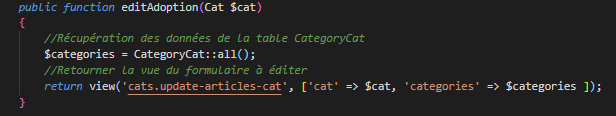 public function editAdoption(Cat $cat)
{
//Récupération des données de la table CategoryCat
$categories = CategoryCat::all();
//Retourner la vue du formulaire à éditer
return view('cats.update-articles-cat', ['cat' => $cat, 'categories' => $categories ]);
}